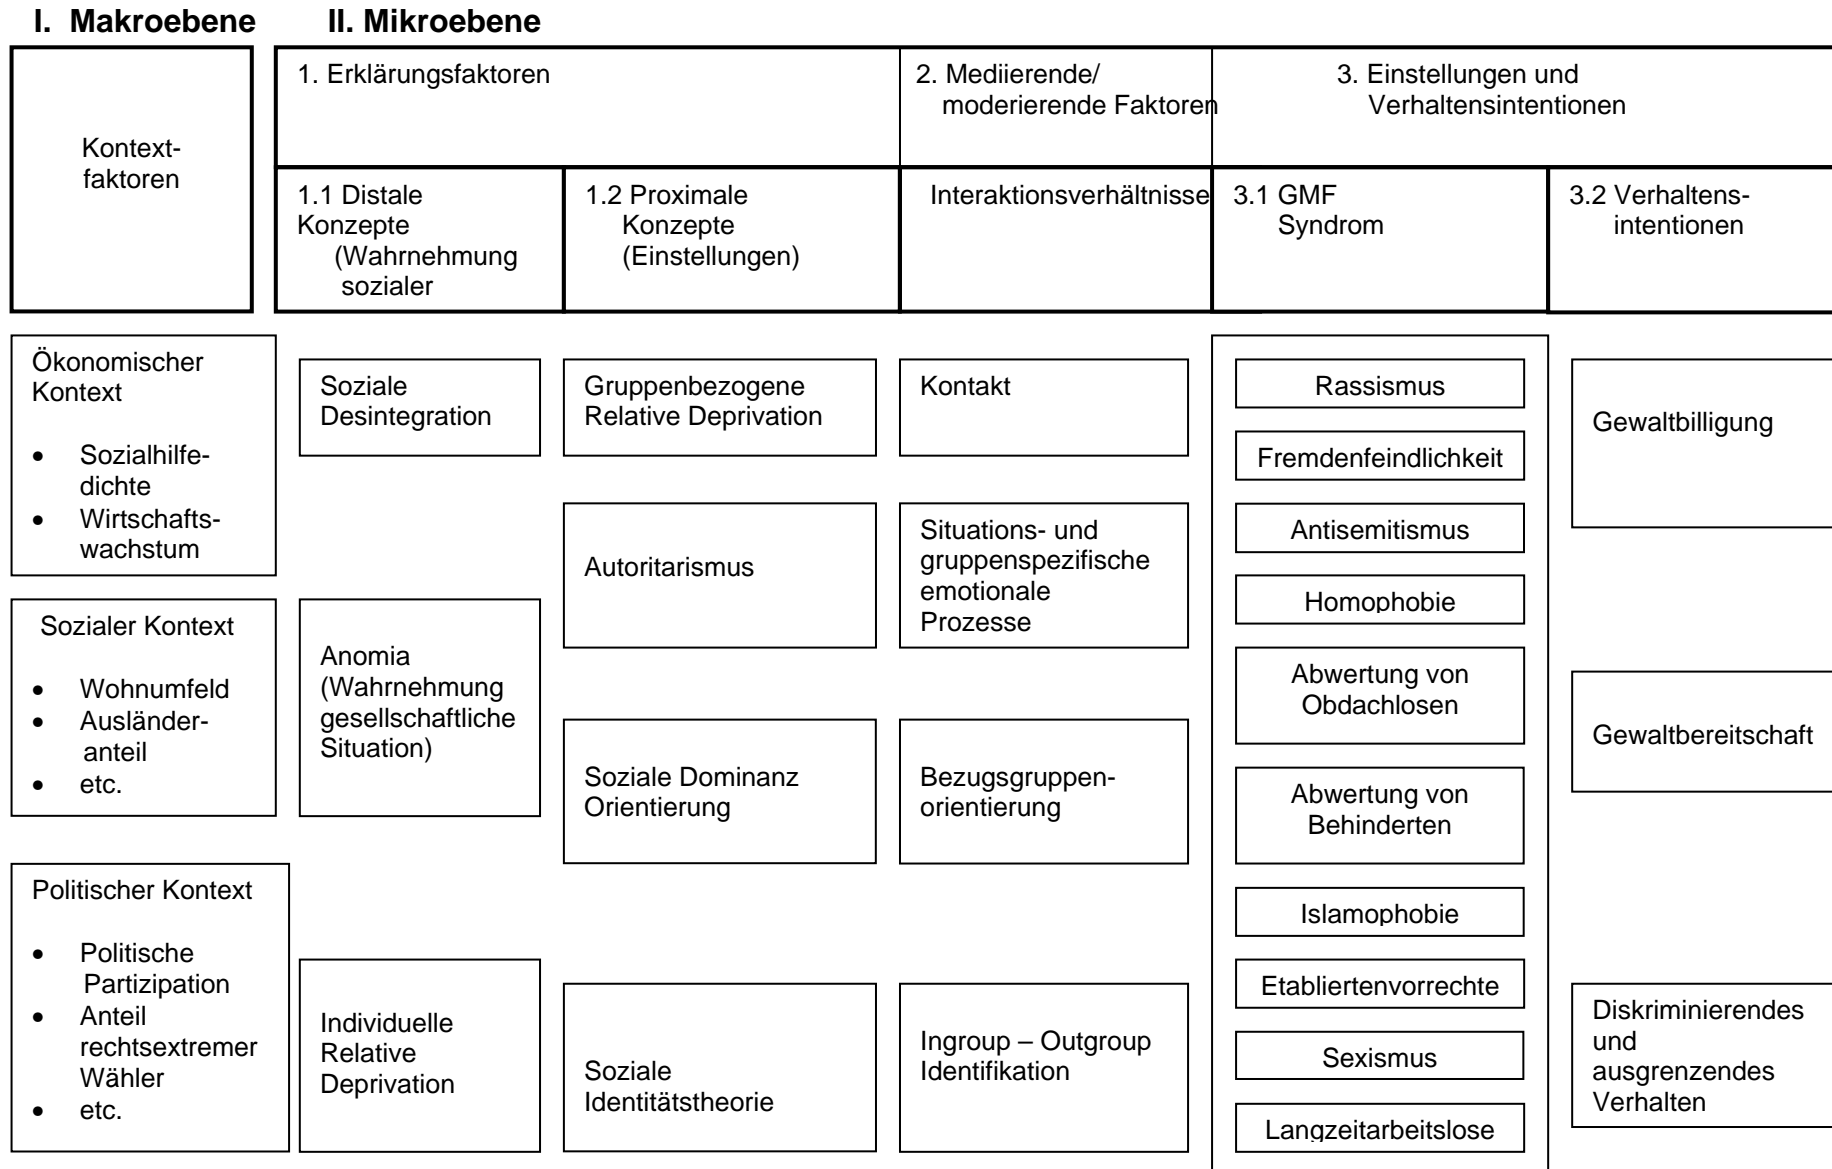 I. Makroebene
II. Mikroebene
Kontext-
faktoren
1. Erklärungsfaktoren
2. Mediierende/
moderierende Faktoren
3. Einstellungen und
Verhaltensintentionen
1.1 Distale
Konzepte
(Wahrnehmung
sozialer
1.2 Proximale
Konzepte
(Einstellungen)
Interaktionsverhältnisse
3.1 GMF
Syndrom
3.2 Verhaltens-
intentionen
Ökonomischer
Kontext
• Sozialhilfe-
dichte
• Wirtschafts-
wachstum
Sozialer Kontext
• Wohnumfeld
• Ausländer-
anteil
• etc.
Politischer Kontext
• Politische
Partizipation
• Anteil
rechtsextremer
Wähler
• etc.
Soziale
Desintegration
Anomia
(Wahrnehmung
gesellschaftliche
Situation)
Individuelle
Relative
Deprivation
Gruppenbezogene
Relative Deprivation
Autoritarismus
Soziale Dominanz
Orientierung
Soziale
Identitätstheorie
Kontakt
Situations- und
gruppenspezifische
emotionale
Prozesse
Bezugsgruppen-
orientierung
Ingroup – Outgroup
Identifikation
Rassismus
Fremdenfeindlichkeit
Antisemitismus
Homophobie
Abwertung von
Obdachlosen
Abwertung von
Behinderten
Islamophobie
Etabliertenvorrechte
Sexismus
Langzeitarbeitslose
Gewaltbilligung
Gewaltbereitschaft
Diskriminierendes
und
ausgrenzendes
Verhalten